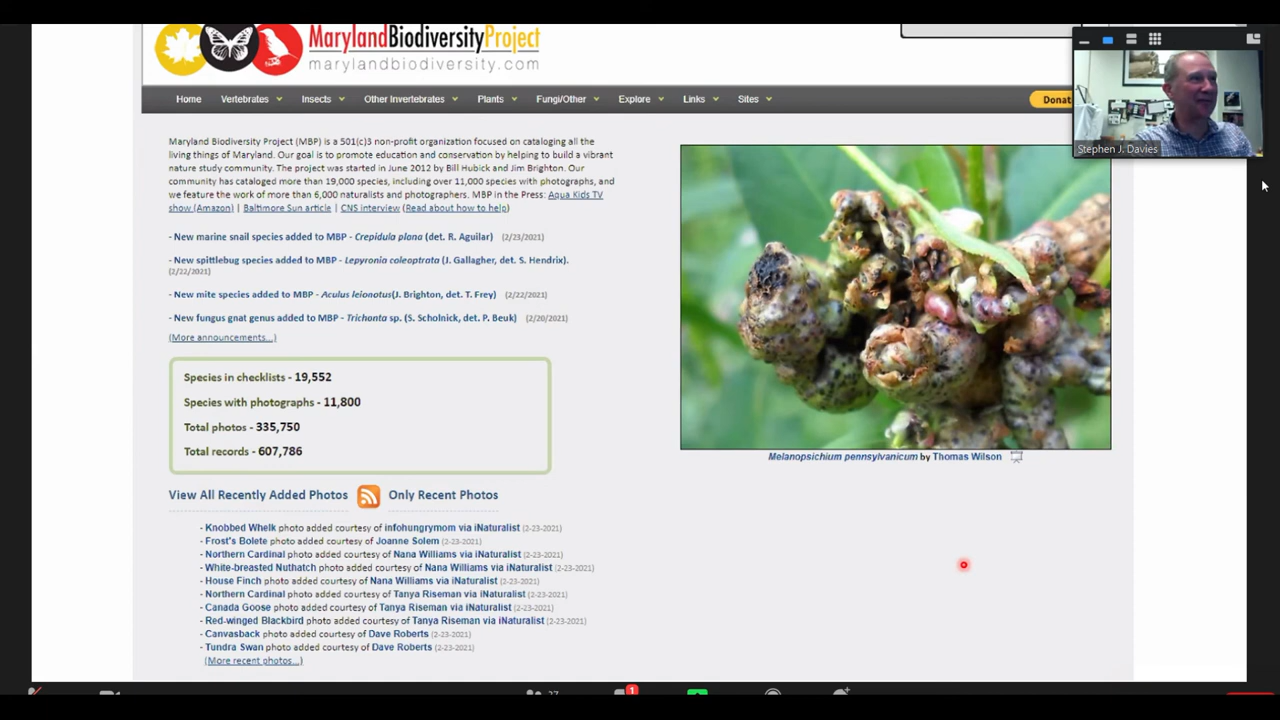 MarylandBiodiversityProject
marylandbiodiversity.com
Home Vertebrates Insects Other Invertebrates Plants Fungi/Other Explore Links Sites
Donat
Stephen J. Davies
Maryland Biodiversity Project (MBP) is a 501(c)3 non-profit organization focused on cataloging all the
living things of Maryland. Our goal is to promote education and conservation by helping to build a vibrant
nature study community. The project was started in June 2012 by Bill Hubick and Jim Brighton. Our
community has cataloged more than 19,000 species, including over 11,000 species with photographs, and
we feature the work of more than 6,000 naturalists and photographers. MBP in the Press: Aqua Kids TV
show (Amazon) | Baltimore Sun article | CNS interview (Read about how to help)
- New marine snail species added to MBP - Crepidula plana (det. R. Aguilar) (2/23/2021)
- New spittlebug species added to MBP - Lepyronia coleoptrata (J. Gallagher, det. S. Hendrix).
(2/22/2021)
- New mite species added to MBP - Aculus leionotus(J. Brighton, det. T. Frey) (2/22/2021)
- New fungus gnat genus added to MBP - Trichonta sp. (S. Scholnick, det. P. Beuk) (2/20/2021)
(More announcements...)
Species in checklists - 19,552
Species with photographs - 11,800
Total photos - 335,750
Total records - 607,786
Melanopsichium pennsylvanicum by Thomas Wilson
View All Recently Added Photos Only Recent Photos
- Knobbed Whelk photo added courtesy of infohungrymom via iNaturalist (2-23-2021)
- Frost's Bolete photo added courtesy of Joanne Solem (2-23-2021)
- Northern Cardinal photo added courtesy of Nana Williams via iNaturalist (2-23-2021)
- White-breasted Nuthatch photo added courtesy of Nana Williams via iNaturalist (2-23-2021)
- House Finch photo added courtesy of Nana Williams via iNaturalist (2-23-2021)
- Northern Cardinal photo added courtesy of Tanya Riseman via iNaturalist (2-23-2021)
- Canada Goose photo added courtesy of Tanya Riseman via iNaturalist (2-23-2021)
- Red-winged Blackbird photo added courtesy of Tanya Riseman via iNaturalist (2-23-2021)
- Canvasback photo added courtesy of Dave Roberts (2-23-2021)
- Tundra Swan photo added courtesy of Dave Roberts (2-23-2021)
(More recent photos...)
1